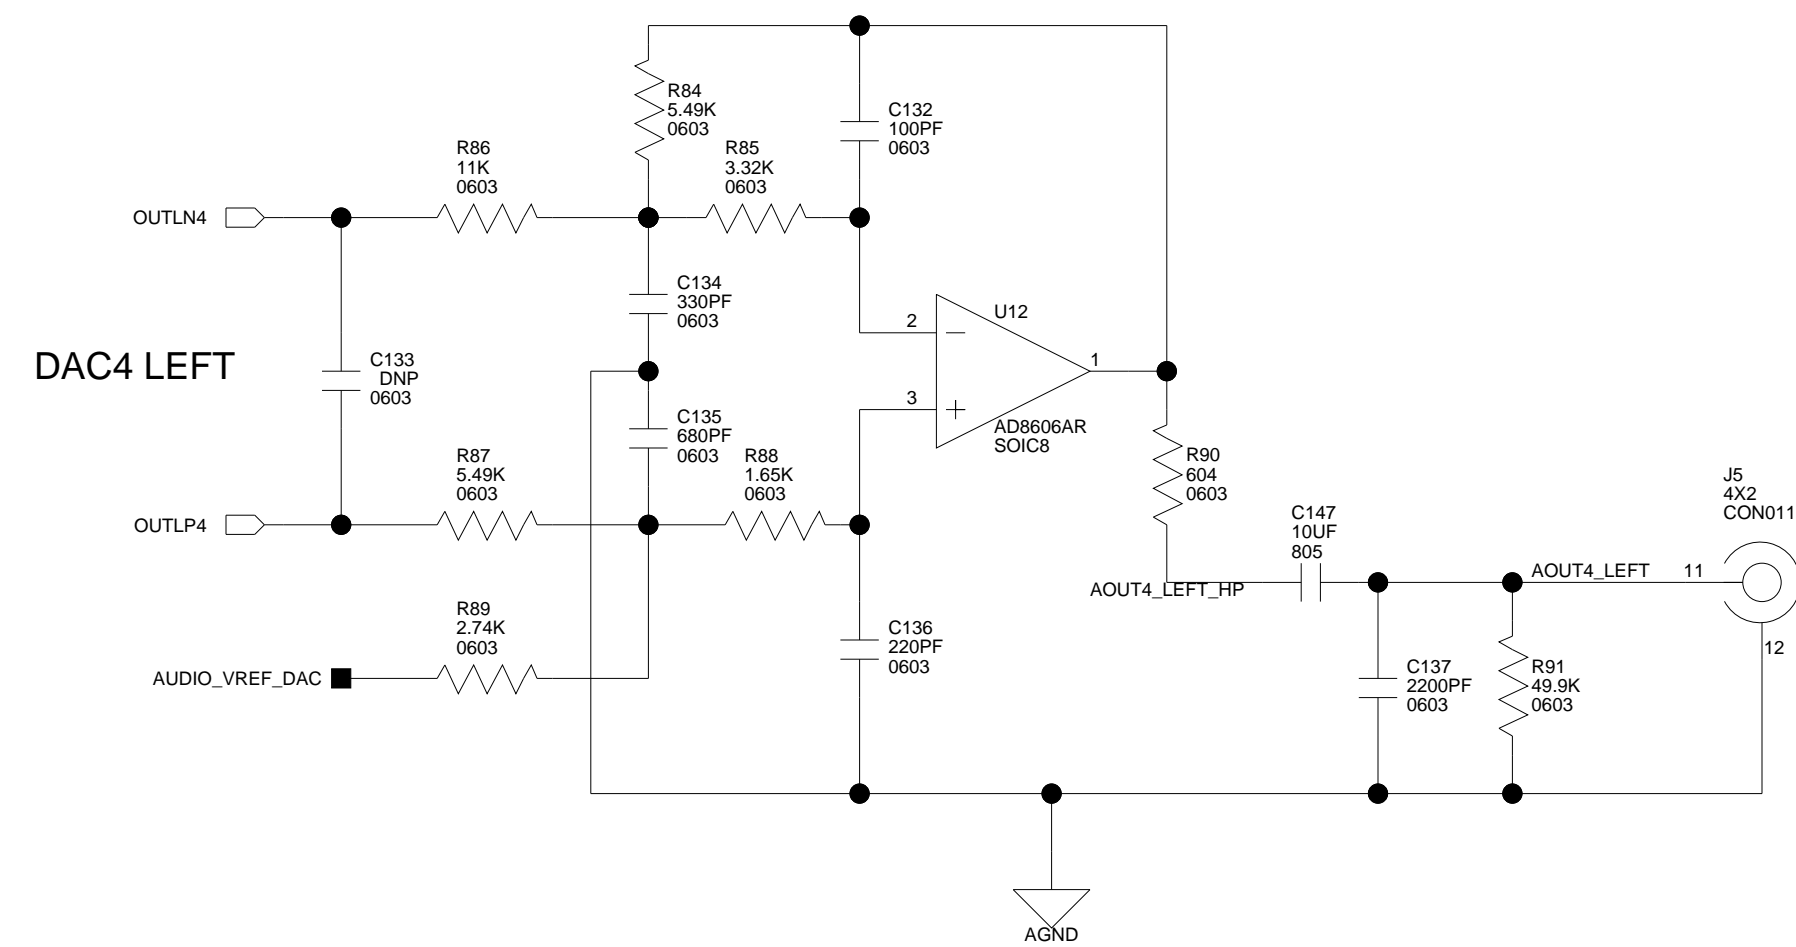 R84
5.49K
0603
C132
100PF
0603
R86
11K
0603
R85
3.32K
0603
OUTLN4
C134
330PF
0603
U12
2
DAC4 LEFT
C133
DNP
0603
1
3
C135
680PF
0603
AD8606AR
SOIC8
R87
5.49K
0603
R88
1.65K
0603
R90
604
0603
J5
4X2
CON011
OUTLP4
C147
10UF
805
AOUT4_LEFT_HP
AOUT4_LEFT
11
R89
2.74K
0603
C136
220PF
0603
12
AUDIO_VREF_DAC
C137
2200PF
0603
R91
49.9K
0603
AGND